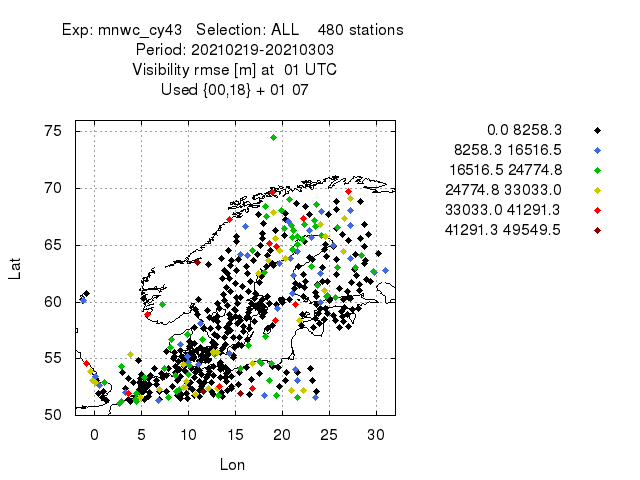 Exp: mnwc_cy43   Selection: ALL    480 stations
Period: 20210219-20210303
Visibility rmse [m] at  01 UTC
Used {00,18} + 01 07
0.0 8258.3
8258.3 16516.5
16516.5 24774.8
24774.8 33033.0
33033.0 41291.3
41291.3 49549.5
75
70
65
60
55
50
Lat
0 5 10 15 20 25 30
Lon